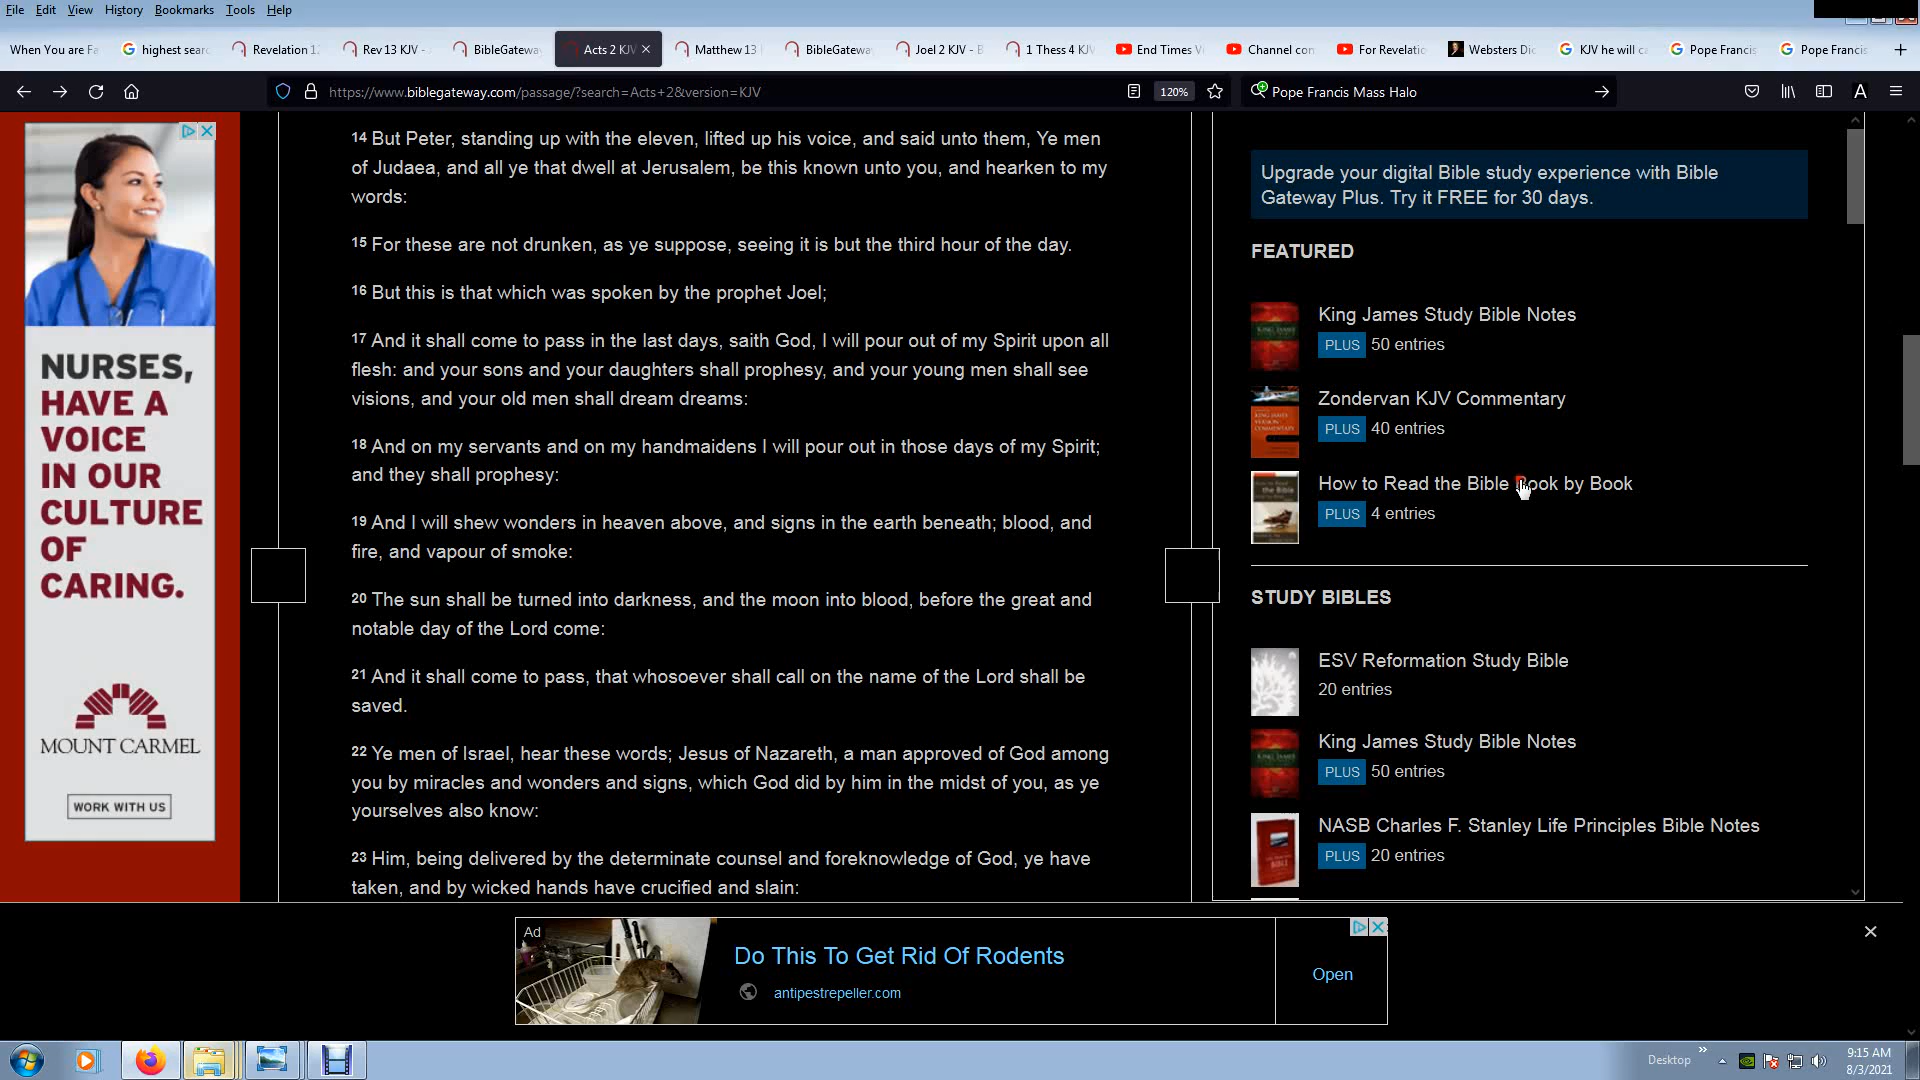 File Edit View History Bookmarks Tools Help
When You are Fa
highest sear
Revelation 1
Rev 13 KJV -
BibleGatewa
Acts 2 KJV
Matthew 13
BibleGatewa
Joel 2 KJV - B
1 Thess 4 KJV
End Times V
Channel con
For Revelatio
Websters Dic
KJV he will ca
Pope Francis
Pope Francis
https://www.biblegateway.com/passage/?search=Acts+2&version=KJV
120%
Pope Francis Mass Halo
NURSES,
HAVE A
VOICE
IN OUR
CULTURE
OF
CARING.
MOUNT CARMEL
WORK WITH US
14 But Peter, standing up with the eleven, lifted up his voice, and said unto them, Ye men
of Judaea, and all ye that dwell at Jerusalem, be this known unto you, and hearken to my
words:
15 For these are not drunken, as ye suppose, seeing it is but the third hour of the day.
16 But this is that which was spoken by the prophet Joel;
17 And it shall come to pass in the last days, saith God, I will pour out of my Spirit upon all
flesh: and your sons and your daughters shall prophesy, and your young men shall see
visions, and your old men shall dream dreams:
18 And on my servants and on my handmaidens I will pour out in those days of my Spirit;
and they shall prophesy:
19 And I will shew wonders in heaven above, and signs in the earth beneath; blood, and
fire, and vapour of smoke:
20 The sun shall be turned into darkness, and the moon into blood, before the great and
notable day of the Lord come:
21 And it shall come to pass, that whosoever shall call on the name of the Lord shall be
saved.
22 Ye men of Israel, hear these words; Jesus of Nazareth, a man approved of God among
you by miracles and wonders and signs, which God did by him in the midst of you, as ye
yourselves also know:
23 Him, being delivered by the determinate counsel and foreknowledge of God, ye have
taken, and by wicked hands have crucified and slain:
Upgrade your digital Bible study experience with Bible
Gateway Plus. Try it FREE for 30 days.
FEATURED
King James Study Bible Notes
PLUS 50 entries
Zondervan KJV Commentary
PLUS 40 entries
How to Read the Bible Book by Book
PLUS 4 entries
STUDY BIBLES
ESV Reformation Study Bible
20 entries
King James Study Bible Notes
PLUS 50 entries
NASB Charles F. Stanley Life Principles Bible Notes
PLUS 20 entries
Ad
Do This To Get Rid Of Rodents
antipestrepeller.com
Open
Desktop
9:15 AM
8/3/2021